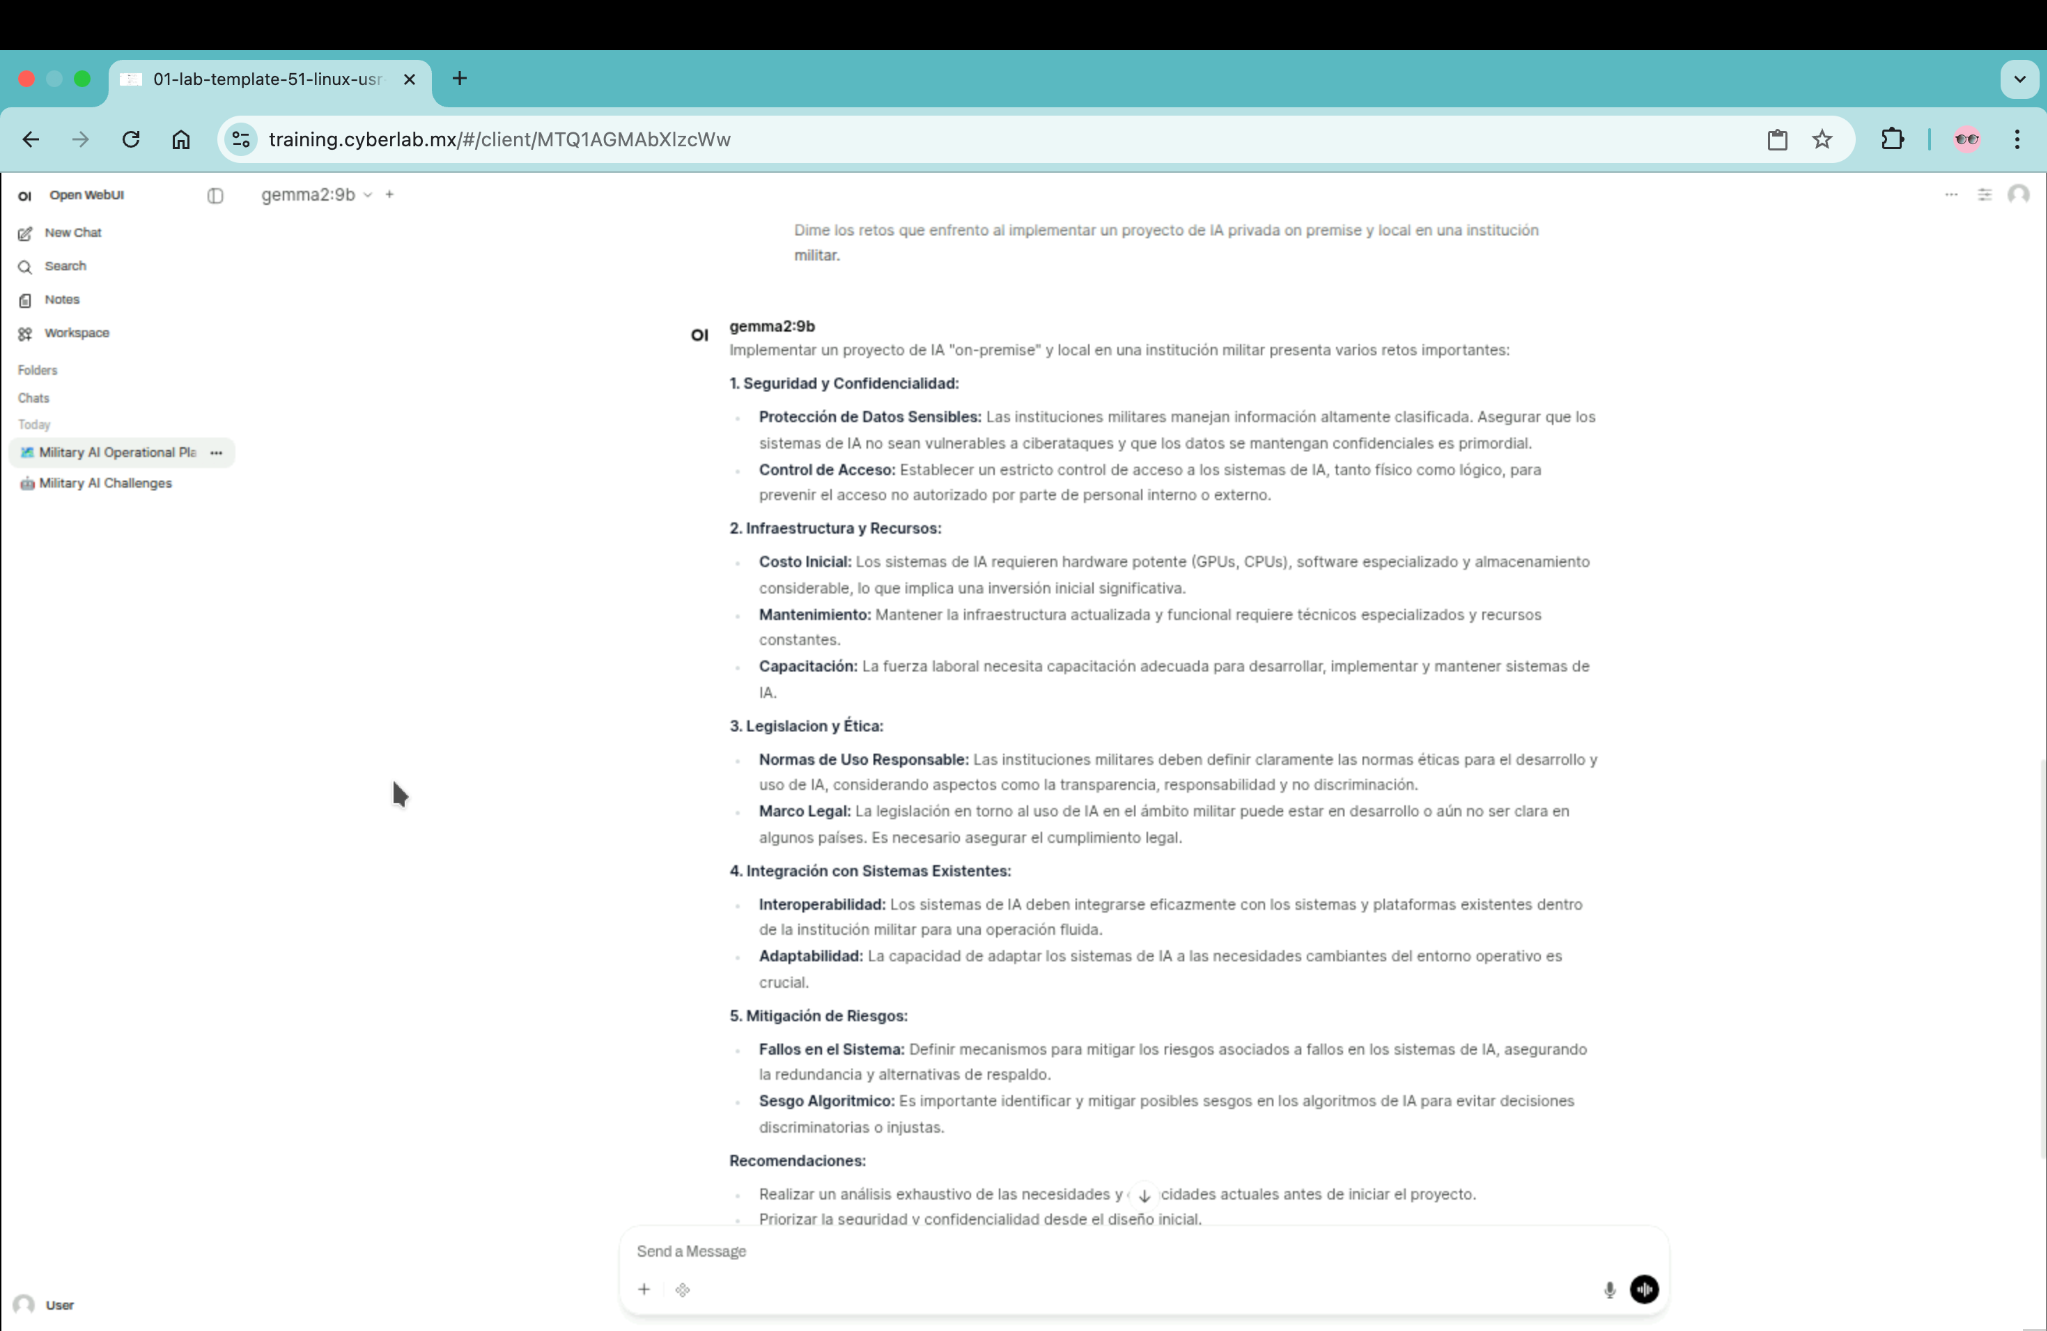 01-lab-template-51-linux-usr
training.cyberlab.mx/#/client/MTQ1AGMAbXlzcWw
OI Open WebUI
gemma2:9b
New Chat
Search
Notes
Workspace
Folders
Chats
Today
Military AI Operational Pla
Military AI Challenges
User
Dime los retos que enfrento al implementar un proyecto de IA privada on premise y local en una institución
militar.
OI gemma2:9b
Implementar un proyecto de IA "on-premise" y local en una institución militar presenta varios retos importantes:
1. Seguridad y Confidencialidad:
Protección de Datos Sensibles: Las instituciones militares manejan información altamente clasificada. Asegurar que los
sistemas de IA no sean vulnerables a ciberataques y que los datos se mantengan confidenciales es primordial.
Control de Acceso: Establecer un estricto control de acceso a los sistemas de IA, tanto físico como lógico, para
prevenir el acceso no autorizado por parte de personal interno o externo.
2. Infraestructura y Recursos:
Costo Inicial: Los sistemas de IA requieren hardware potente (GPUs, CPUs), software especializado y almacenamiento
considerable, lo que implica una inversión inicial significativa.
Mantenimiento: Mantener la infraestructura actualizada y funcional requiere técnicos especializados y recursos
constantes.
Capacitación: La fuerza laboral necesita capacitación adecuada para desarrollar, implementar y mantener sistemas de
IA.
3. Legislacion y Ética:
Normas de Uso Responsable: Las instituciones militares deben definir claramente las normas éticas para el desarrollo y
uso de IA, considerando aspectos como la transparencia, responsabilidad y no discriminación.
Marco Legal: La legislación en torno al uso de IA en el ámbito militar puede estar en desarrollo o aún no ser clara en
algunos países. Es necesario asegurar el cumplimiento legal.
4. Integración con Sistemas Existentes:
Interoperabilidad: Los sistemas de IA deben integrarse eficazmente con los sistemas y plataformas existentes dentro
de la institución militar para una operación fluida.
Adaptabilidad: La capacidad de adaptar los sistemas de IA a las necesidades cambiantes del entorno operativo es
crucial.
5. Mitigación de Riesgos:
Fallos en el Sistema: Definir mecanismos para mitigar los riesgos asociados a fallos en los sistemas de IA, asegurando
la redundancia y alternativas de respaldo.
Sesgo Algoritmico: Es importante identificar y mitigar posibles sesgos en los algoritmos de IA para evitar decisiones
discriminatorias o injustas.
Recomendaciones:
Realizar un análisis exhaustivo de las necesidades y cidades actuales antes de iniciar el proyecto.
Priorizar la seguridad y confidencialidad desde el diseño inicial.
Send a Message